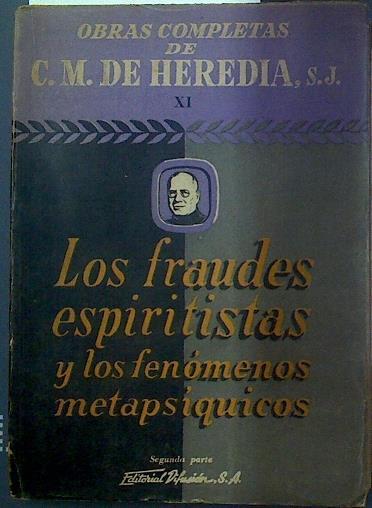 OBRAS COMPLETAS
DE
C. M. DE HEREDIA, S. J.
XI
Los fraudes
espiritistas
y los fenómenos
metapsíquicos
Segunda parte
Editorial Difusión, S. A.